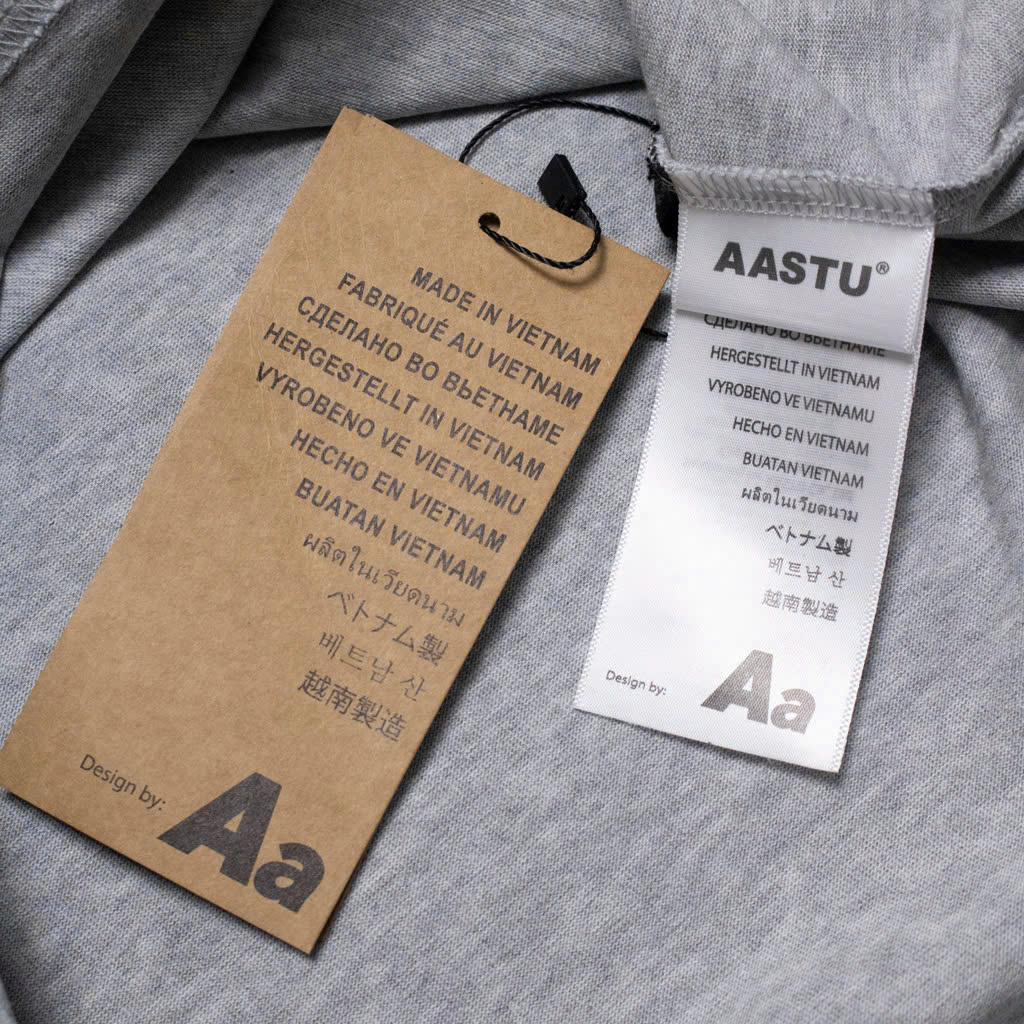 MADE IN VIETNAM
FABRIQUÉ AU VIETNAM
СДЕЛАНО ВО ВЬЕТНАМЕ
HERGESTELLT IN VIETNAM
VYROBENO VE VIETNAMU
HECHO EN VIETNAM
BUATAN VIETNAM
ผลิตในเวียดนาม
ベトナム製
베트남 산
越南製造
Design by:
Aa
AASTU®
СДЕЛАНО ВО ВЬЕТНАМЕ
HERGESTELLT IN VIETNAM
VYROBENO VE VIETNAMU
HECHO EN VIETNAM
BUATAN VIETNAM
ผลิตในเวียดนาม
ベトナム製
베트남 산
越南製造
Design by:
Aa